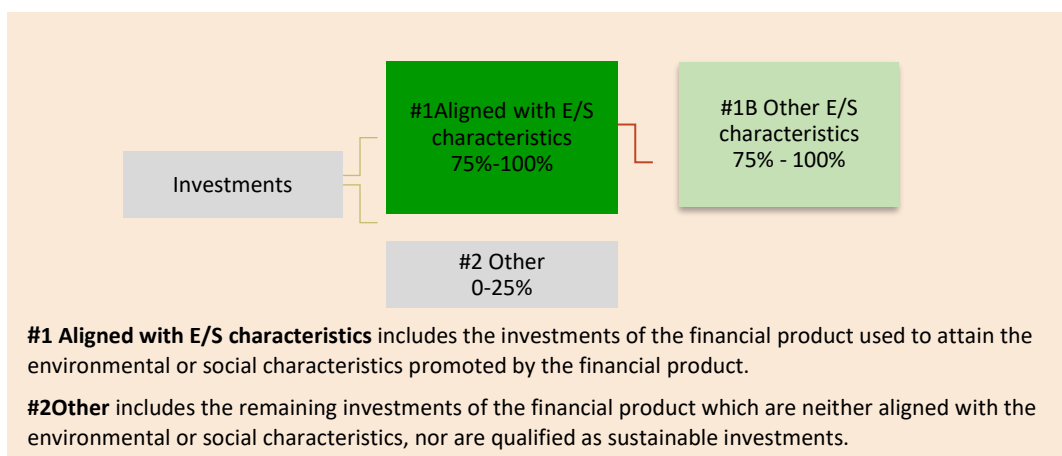 #1Aligned with E/S
characteristics
75%-100%
#1B Other E/S
characteristics
75% - 100%
Investments
#2 Other
0-25%
#1 Aligned with E/S characteristics includes the investments of the financial product used to attain the
environmental or social characteristics promoted by the financial product.
#2Other includes the remaining investments of the financial product which are neither aligned with the
environmental or social characteristics, nor are qualified as sustainable investments.